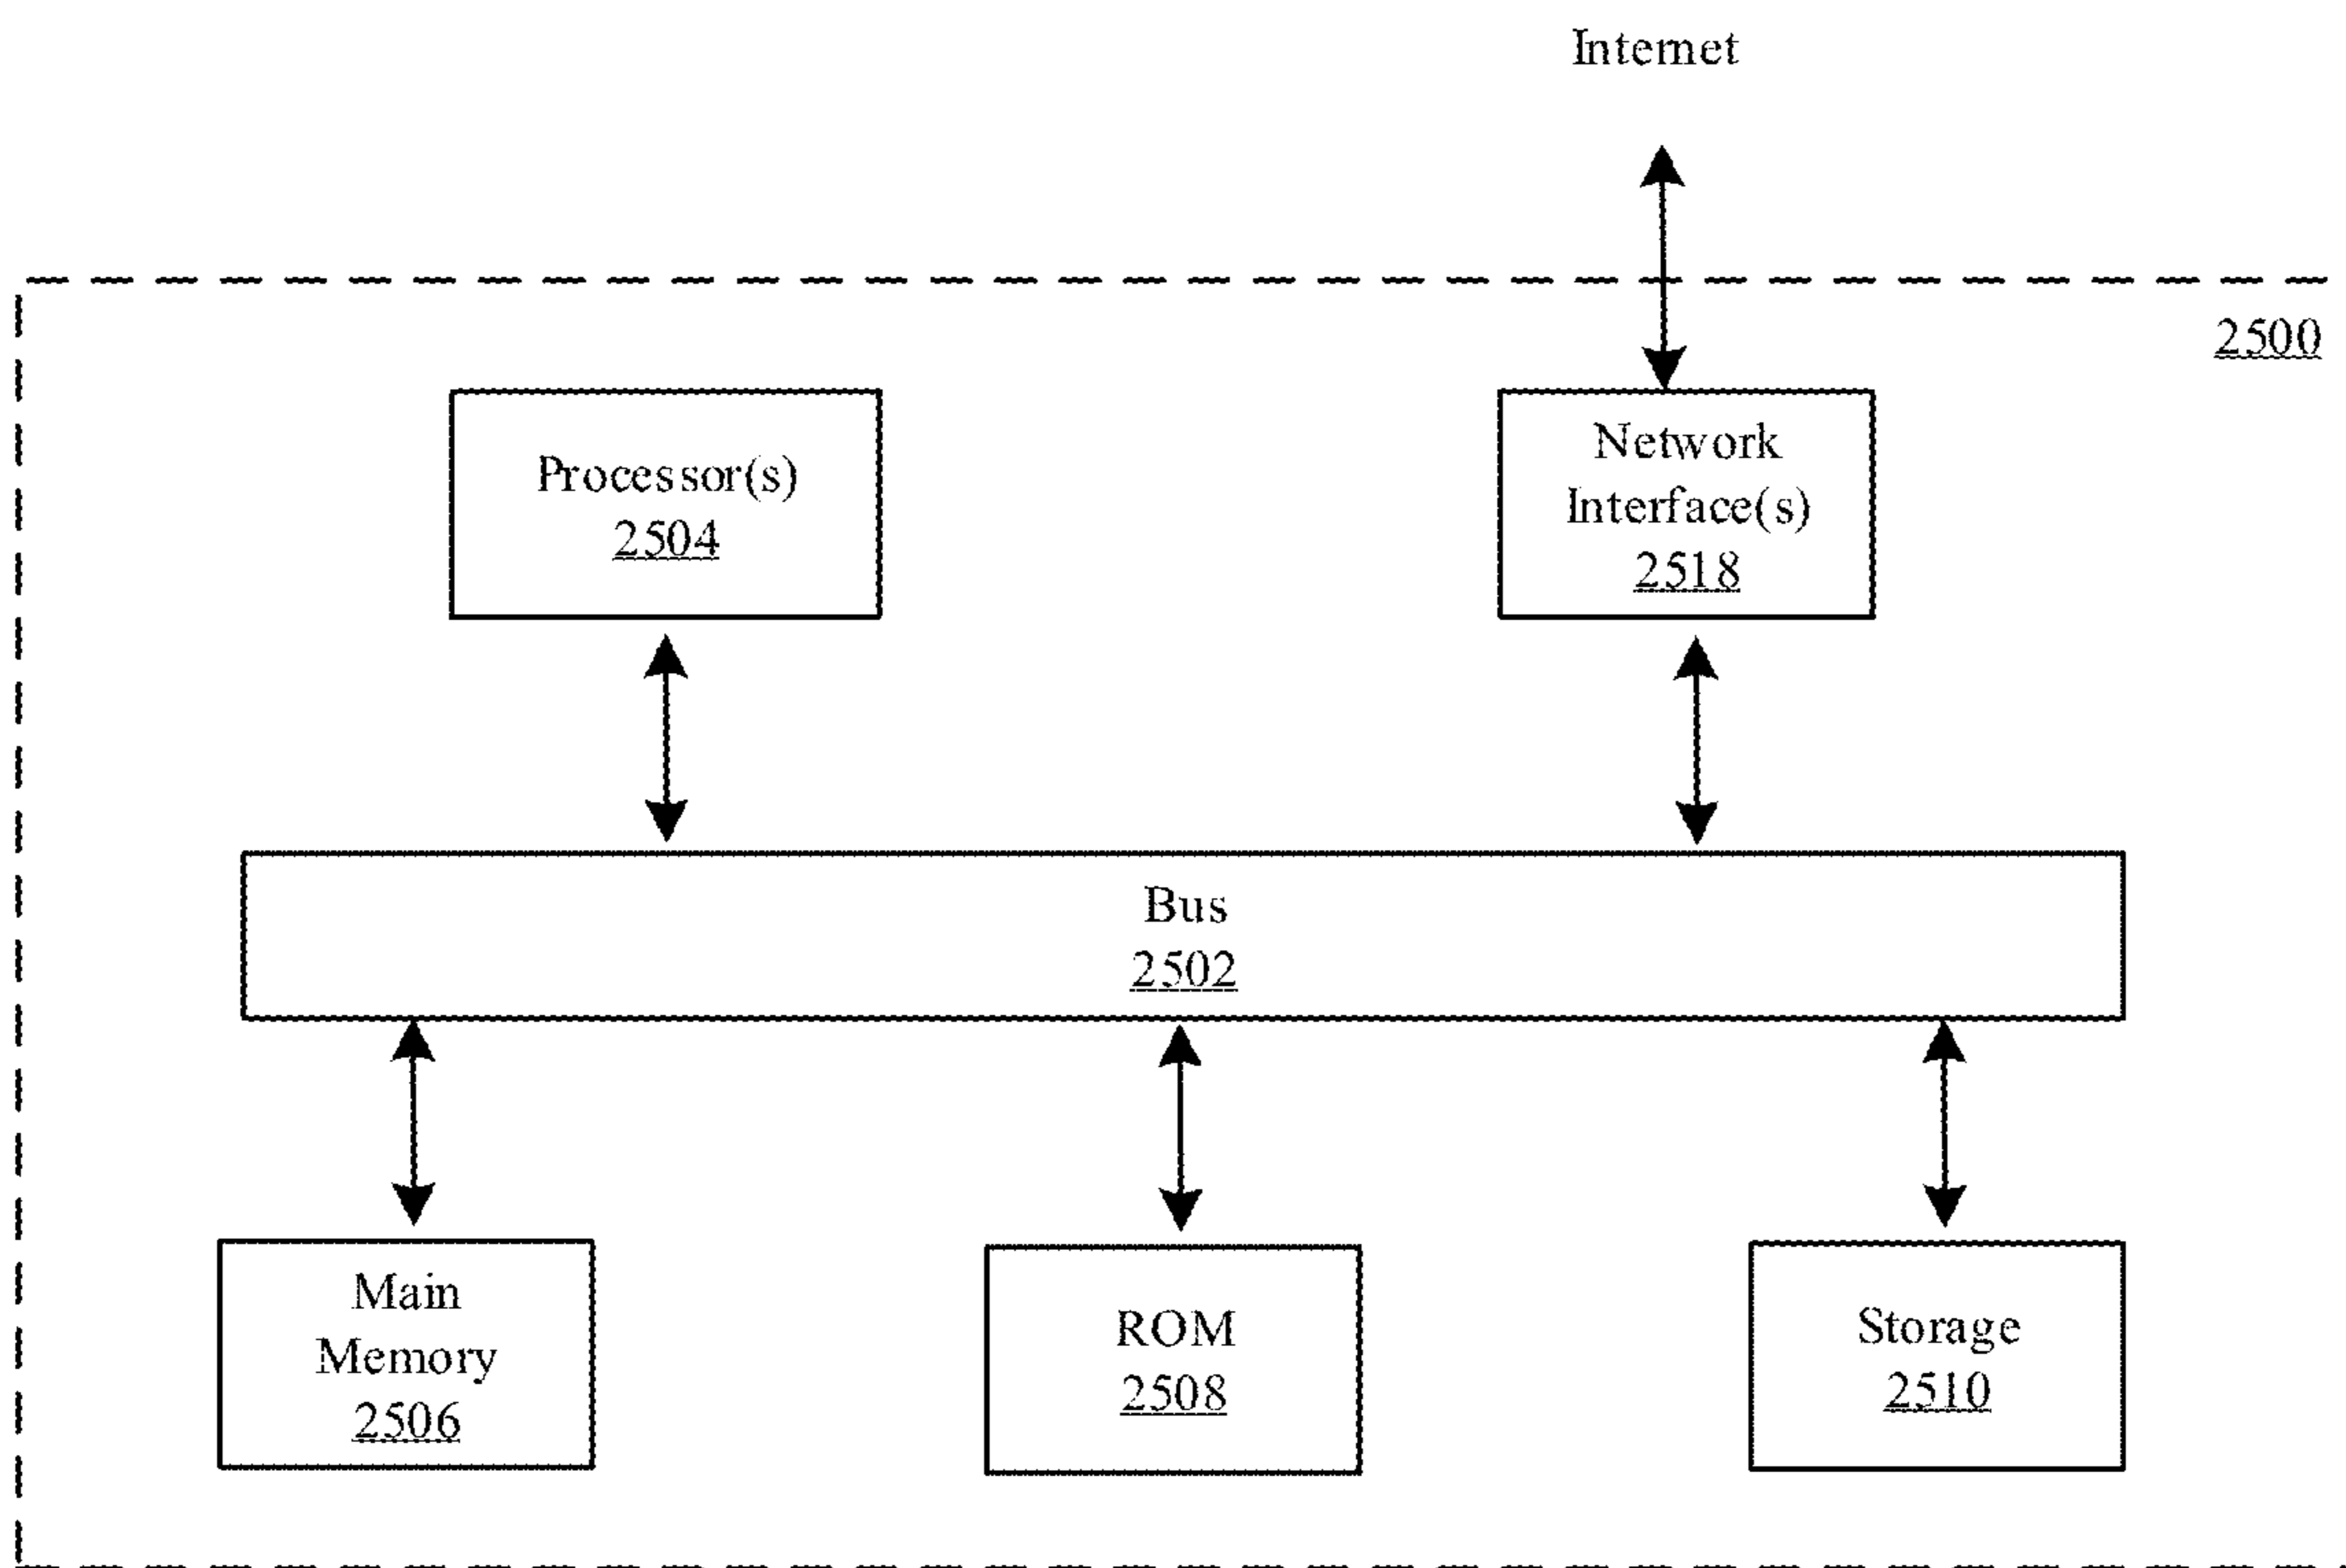 Internet
2500
Processor(s)
2504
Network
Interface(s)
2518
Bus
2502
Main
Memory
2506
ROM
2508
Storage
2510